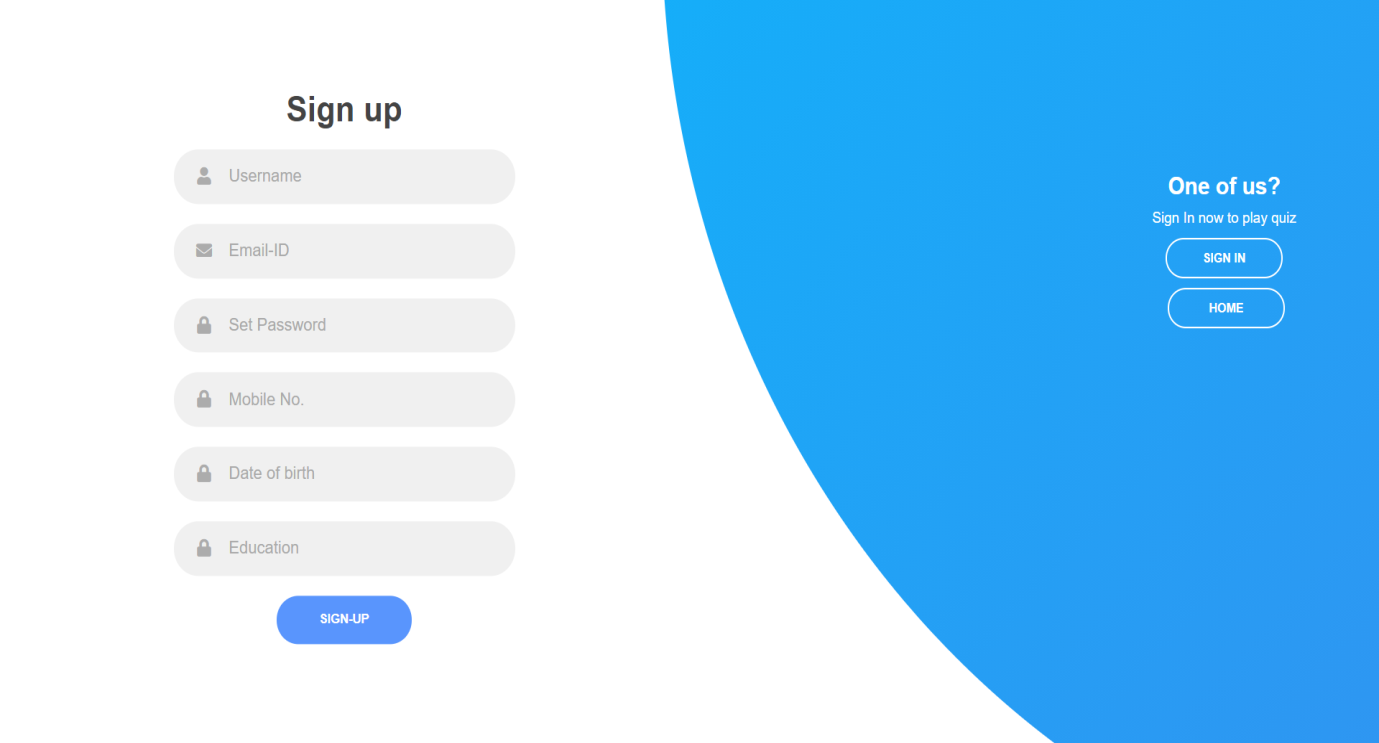 Sign up
Username
Email-ID
Set Password
Mobile No.
Date of birth
Education
SIGN-UP
One of us?
Sign In now to play quiz
SIGN IN
HOME